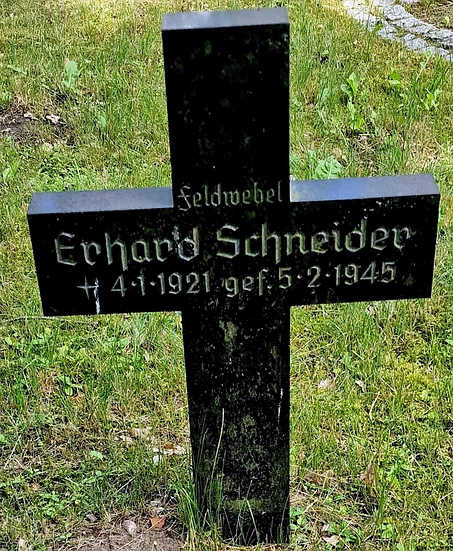 Feldwebel
Erhard Schneider
* 4·1·1921 gef. 5·2·1945